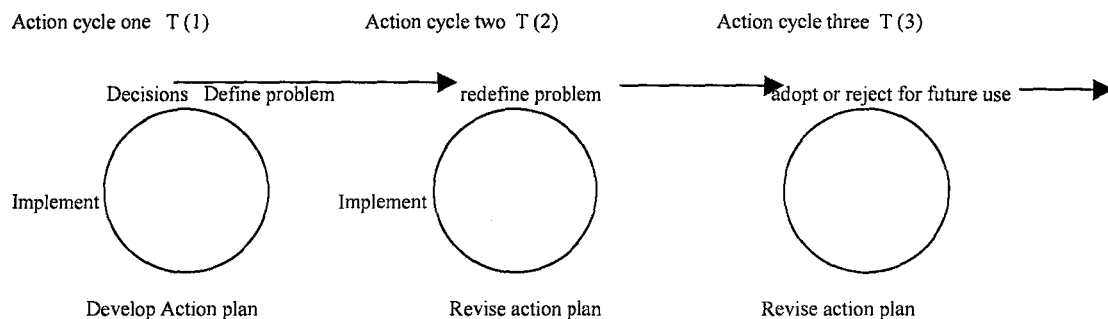 Action cycle one T (1) Action cycle two T (2) Action cycle three T (3)
Decisions Define problem redefine problem adopt or reject for future use
Implement Implement
Develop Action plan Revise action plan Revise action plan